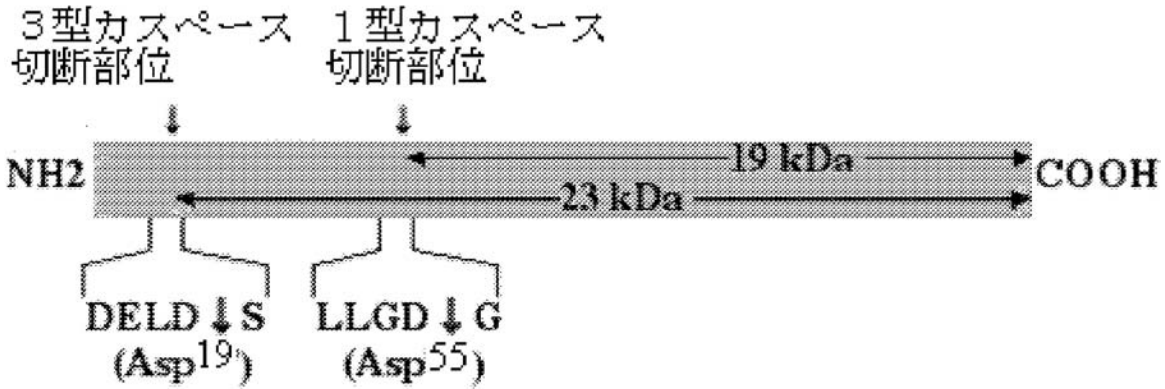 ３型カスペース
切断部位
１型カスペース
切断部位
NH2
19 kDa
23 kDa
COOH
DELD↓S
(Asp19)
LLGD↓G
(Asp55)